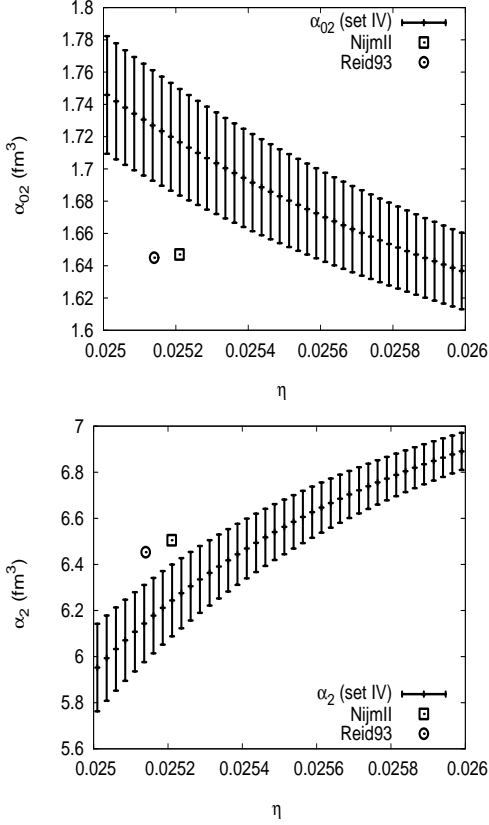 1.8
1.78
1.76
1.74
1.72
1.7
1.68
1.66
1.64
1.62
1.6
α02 (fm³)
α02 (set IV)
NijmII
Reid93
0.025 0.0252 0.0254 0.0256 0.0258 0.026
η
7
6.8
6.6
6.4
6.2
6
5.8
5.6
α2 (fm³)
α2 (set IV)
NijmII
Reid93
0.025 0.0252 0.0254 0.0256 0.0258 0.026
η